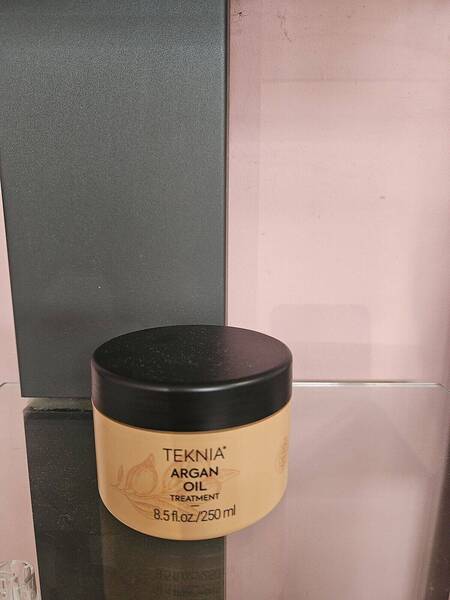 TEKNIA*
ARGAN
OIL
TREATMENT
8.5 fl.oz./250 ml